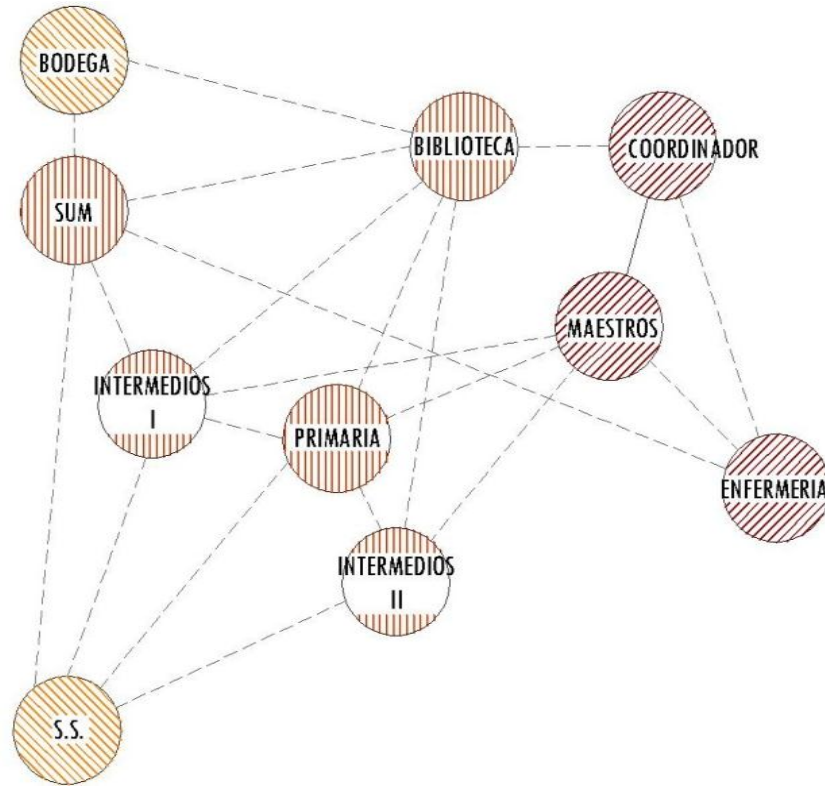 BODEGA
BIBLIOTECA
COORDINADOR
SUM
MAESTROS
INTERMEDIOS
I
PRIMARIA
ENFERMERIA
INTERMEDIOS
II
S.S.